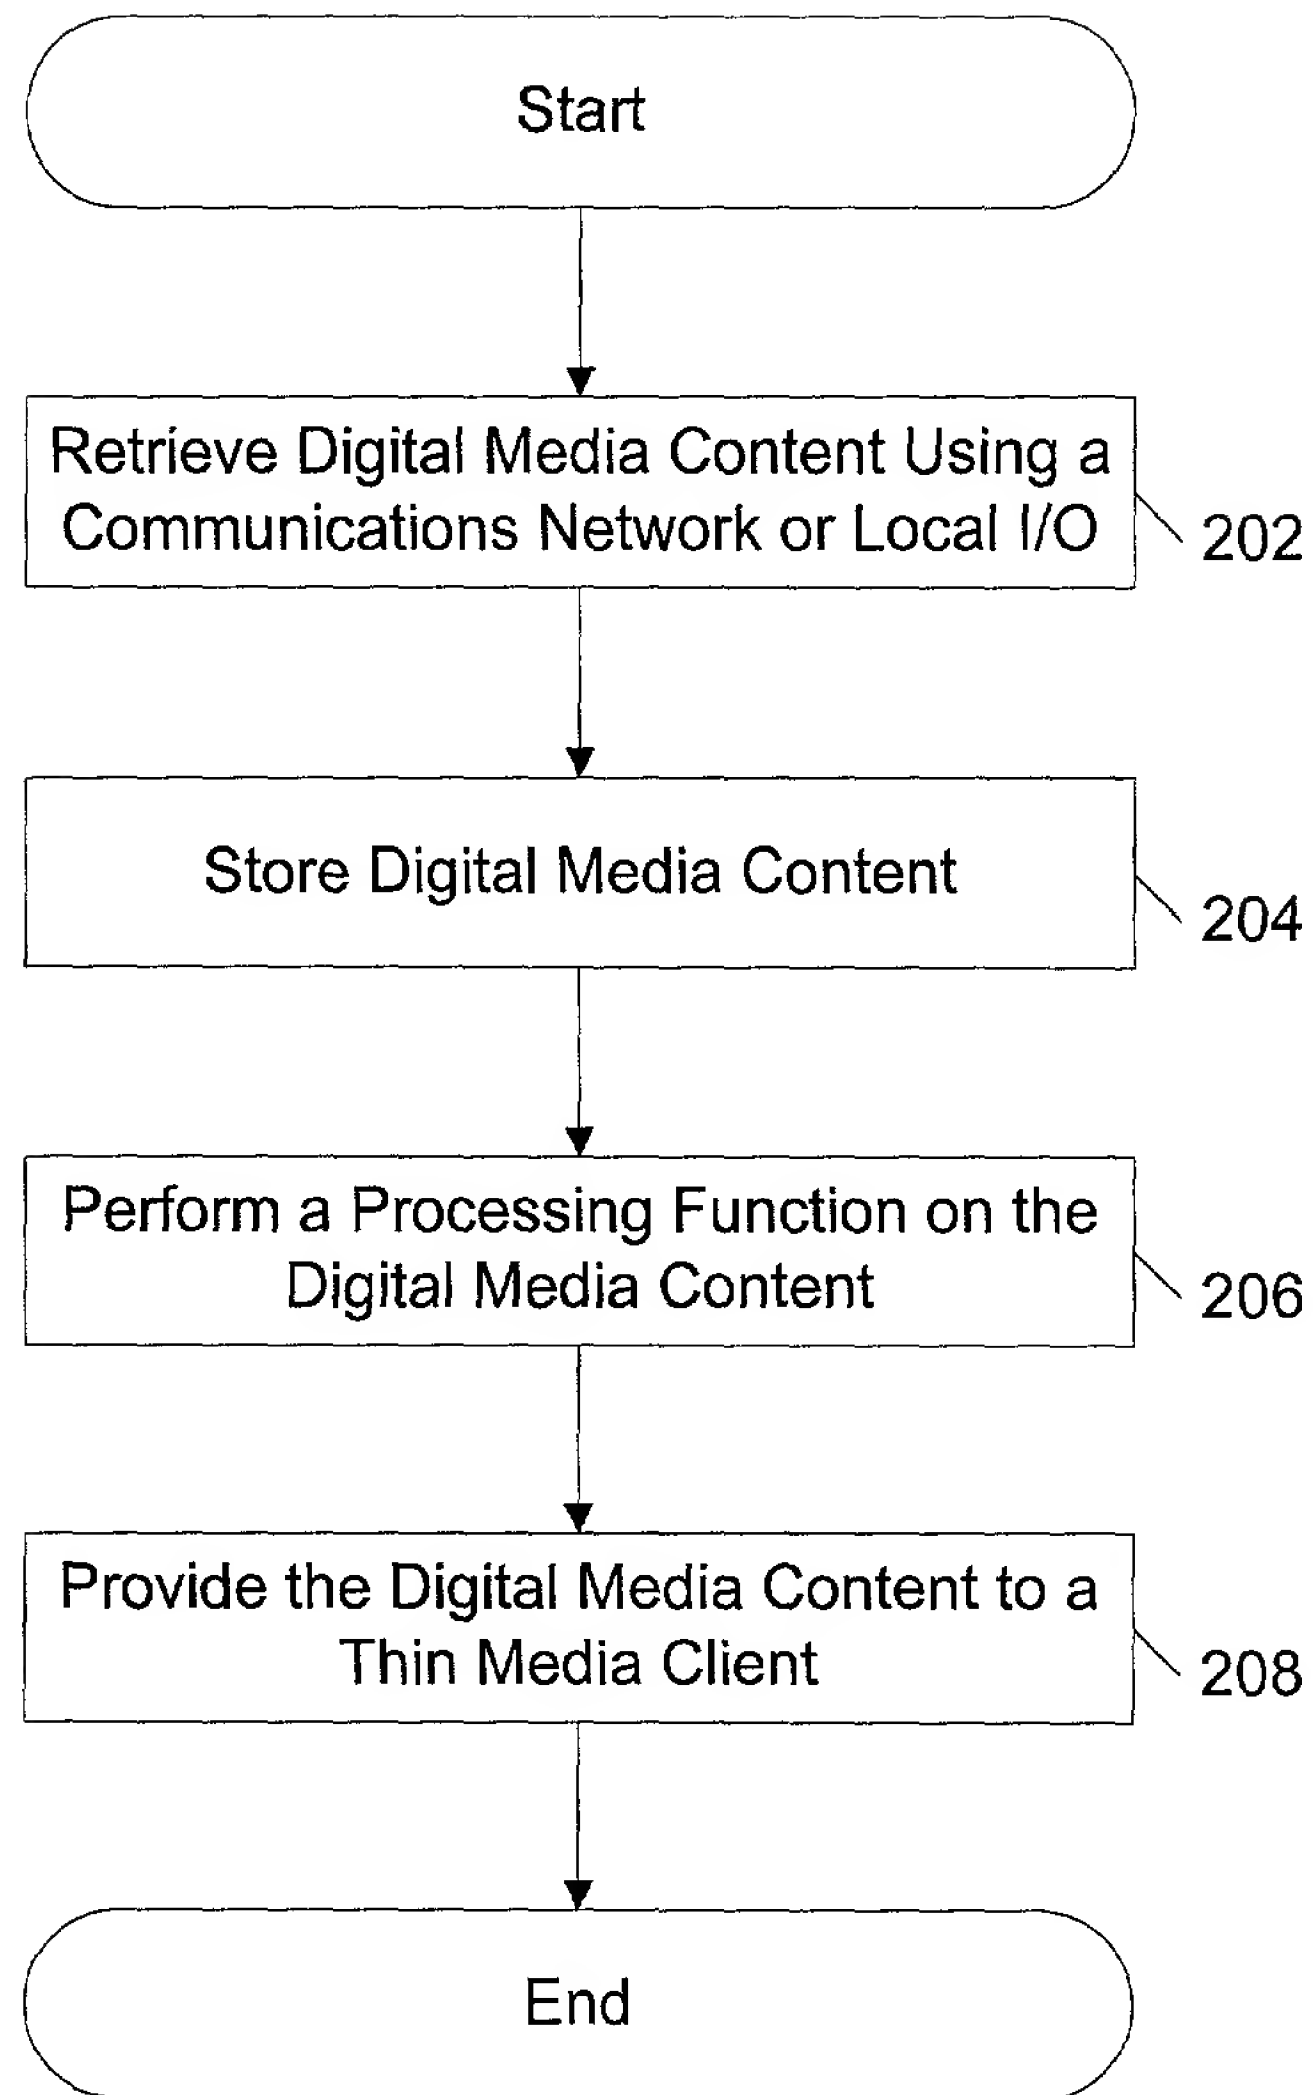 Start
Retrieve Digital Media Content Using a
Communications Network or Local I/O
202
Store Digital Media Content
204
Perform a Processing Function on the
Digital Media Content
206
Provide the Digital Media Content to a
Thin Media Client
208
End